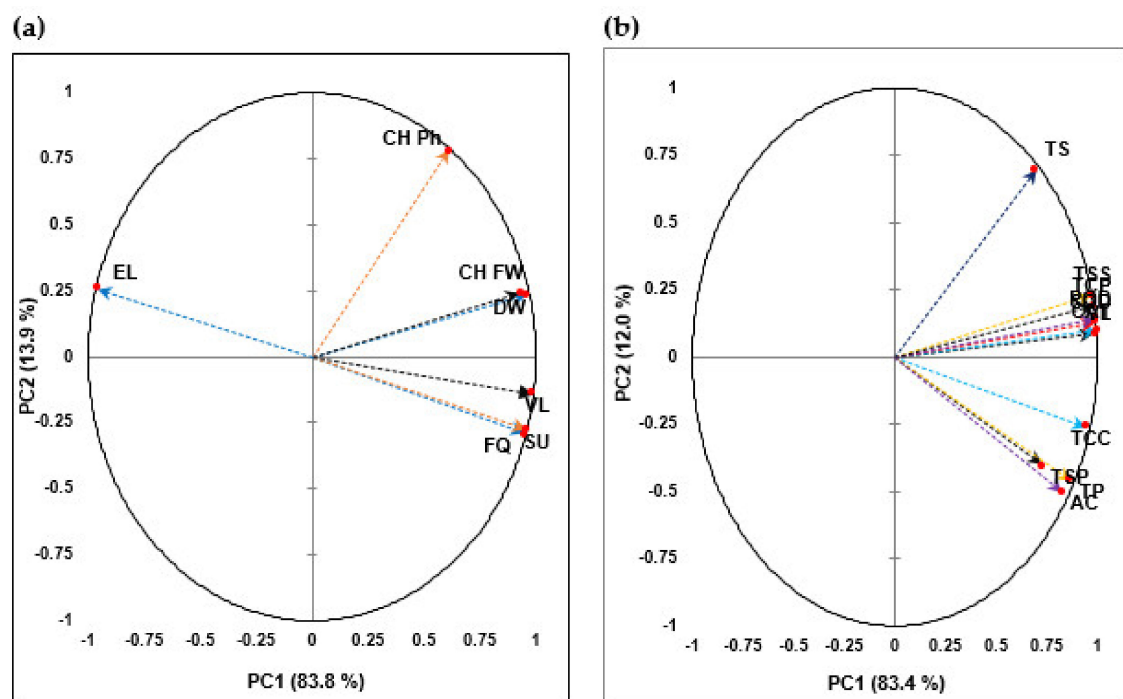 (a)
1
0.75
0.5
0.25
0
-0.25
-0.5
-0.75
-1
PC2 (13.9 %)
CH Ph
EL
CH FW
DW
VL
SU
FQ
-1 -0.75 -0.5 -0.25 0 0.25 0.5 0.75 1
PC1 (83.8 %)
(b)
1
0.75
0.5
0.25
0
-0.25
-0.5
-0.75
-1
PC2 (12.0 %)
TS
TSS
TCP
TCC
TSP
TP
AC
-1 -0.75 -0.5 -0.25 0 0.25 0.5 0.75 1
PC1 (83.4 %)